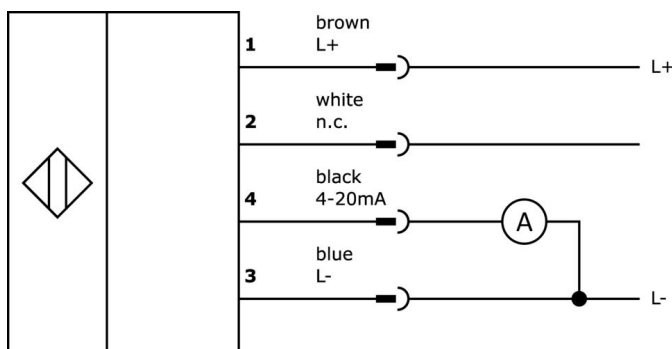 brown
1 L+
L+
white
2 n.c.
black
4 4-20mA
A
blue
3 L-
L-